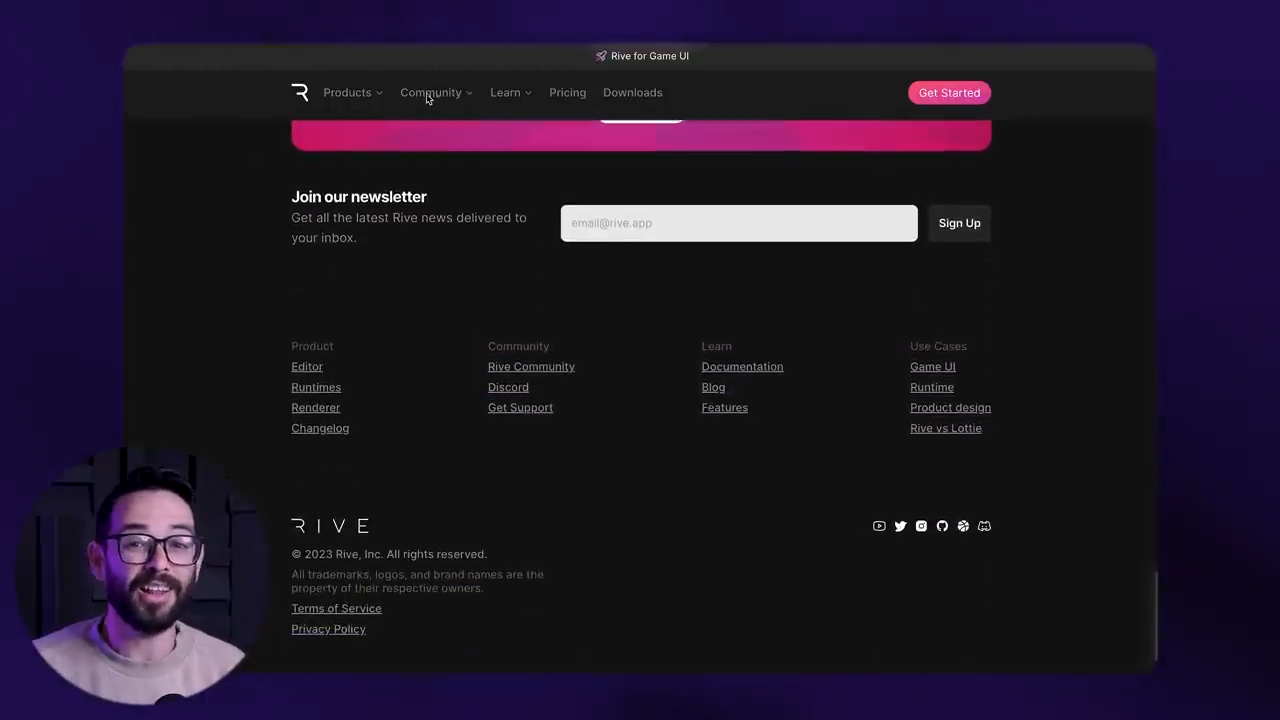 Rive for Game UI
Products Community Learn Pricing Downloads Get Started
Join our newsletter
Get all the latest Rive news delivered to
your inbox.
email@rive.app
Sign Up
Product
Editor
Runtimes
Renderer
Changelog
Community
Rive Community
Discord
Get Support
Learn
Documentation
Blog
Features
Use Cases
Game UI
Runtime
Product design
Rive vs Lottie
RIVE
© 2023 Rive, Inc. All rights reserved.
All trademarks, logos, and brand names are the
property of their respective owners.
Terms of Service
Privacy Policy